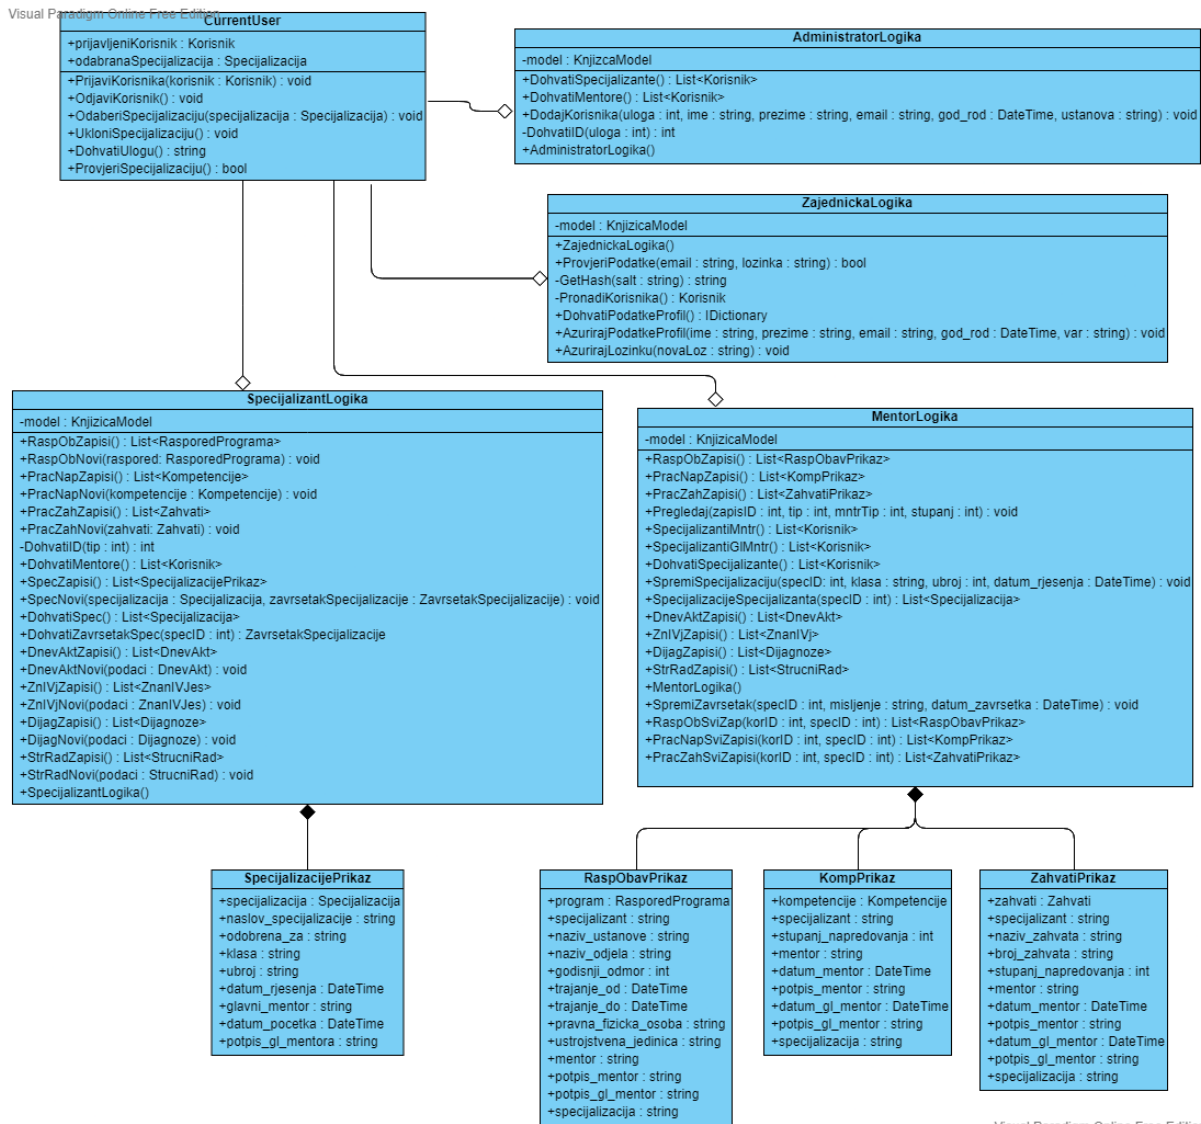 Visual Paradigm Online Free Edition
CurrentUser
+prijavljeniKorisnik : Korisnik
+odabranaSpecijalizacija : Specijalizacija
+PrijaviKorisnika(korisnik : Korisnik) : void
+OdjaviKorisnik() : void
+OdaberiSpecijalizaciju(specijalizacija : Specijalizacija) : void
+UkloniSpecijalizaciju() : void
+DohvatiUlogu() : string
+ProvjeriSpecijalizaciju() : bool
AdministratorLogika
-model : KnjizcaModel
+DohvatiSpecijalizante() : List<Korisnik>
+DohvatiMentore() : List<Korisnik>
+DodajKorisnika(uloga : int, ime : string, prezime : string, email : string, god_rod : DateTime, ustanova : string) : void
-DohvatiID(uloga : int) : int
+AdministratorLogika()
ZajednickaLogika
-model : KnjizicaModel
+ZajednickaLogika()
+ProvjeriPodatke(email : string, lozinka : string) : bool
-GetHash(salt : string) : string
-PronadiKorisnika() : Korisnik
+DohvatiPodatkeProfil() : IDictionary
+AzurirajPodatkeProfil(ime : string, prezime : string, email : string, god_rod : DateTime, var : string) : void
+AzurirajLozinku(novaLoz : string) : void
SpecijalizantLogika
-model : KnjizicaModel
+RaspObZapisi() : List<RasporedPrograma>
+RaspObNovi(raspored: RasporedPrograma) : void
+PracNapZapisi() : List<Kompetencije>
+PracNapNovi(kompetencije : Kompetencije) : void
+PracZahZapisi() : List<Zahvati>
+PracZahNovi(zahvati: Zahvati) : void
-DohvatiID(tip : int) : int
+DohvatiMentore() : List<Korisnik>
+SpecZapisi() : List<SpecijalizacijePrikaz>
+SpecNovi(specijalizacija : Specijalizacija, zavrsetakSpecijalizacije : ZavrsetakSpecijalizacije) : void
+DohvatiSpec() : List<Specijalizacija>
+DohvatiZavrsetakSpec(specID : int) : ZavrsetakSpecijalizacije
+DnevAktZapisi() : List<DnevAkt>
+DnevAktNovi(podaci : DnevAkt) : void
+ZnIVjZapisi() : List<ZnanIVJes>
+ZnIVjNovi(podaci : ZnanIVJes) : void
+DijagZapisi() : List<Dijagnoze>
+DijagNovi(podaci : Dijagnoze) : void
+StrRadZapisi() : List<StrucniRad>
+StrRadNovi(podaci : StrucniRad) : void
+SpecijalizantLogika()
MentorLogika
-model : KnjizicaModel
+RaspObZapisi() : List<RaspObavPrikaz>
+PracNapZapisi() : List<KompPrikaz>
+PracZahZapisi() : List<ZahvatiPrikaz>
+Pregledaj(zapisID : int, tip : int, mntrTip : int, stupanj : int) : void
+SpecijalizantiMntr() : List<Korisnik>
+SpecijalizantiGlMntr() : List<Korisnik>
+DohvatiSpecijalizante() : List<Korisnik>
+SpremiSpecijalizaciju(specID: int, klasa : string, ubroj : int, datum_rjesenja : DateTime) : void
+SpecijalizacijeSpecijalizanta(specID : int) : List<Specijalizacija>
+DnevAktZapisi() : List<DnevAkt>
+ZnIVjZapisi() : List<ZnanIVj>
+DijagZapisi() : List<Dijagnoze>
+StrRadZapisi() : List<StrucniRad>
+MentorLogika()
+SpremiZavrsetak(specID : int, misljenje : string, datum_zavrsetka : DateTime) : void
+RaspObSviZap(korID : int, specID : int) : List<RaspObavPrikaz>
+PracNapSviZapisi(korID : int, specID : int) : List<KompPrikaz>
+PracZahSviZapisi(korID : int, specID : int) : List<ZahvatiPrikaz>
SpecijalizacijePrikaz
+specijalizacija : Specijalizacija
+naslov_specijalizacije : string
+odobrena_za : string
+klasa : string
+ubroj : string
+datum_rjesenja : DateTime
+glavni_mentor : string
+datum_pocetka : DateTime
+potpis_gl_mentora : string
RaspObavPrikaz
+program : RasporedPrograma
+specijalizant : string
+naziv_ustanove : string
+naziv_odjela : string
+godisnji_odmor : int
+trajanje_od : DateTime
+trajanje_do : DateTime
+pravna_fizicka_osoba : string
+ustrojstvena_jedinica : string
+mentor : string
+potpis_mentor : string
+potpis_gl_mentor : string
+specijalizacija : string
KompPrikaz
+kompetencije : Kompetencije
+specijalizant : string
+stupanj_napredovanja : int
+mentor : string
+datum_mentor : DateTime
+potpis_mentor : string
+datum_gl_mentor : DateTime
+potpis_gl_mentor : string
+specijalizacija : string
ZahvatiPrikaz
+zahvati : Zahvati
+specijalizant : string
+naziv_zahvata : string
+broj_zahvata : string
+stupanj_napredovanja : int
+mentor : string
+datum_mentor : DateTime
+potpis_mentor : string
+datum_gl_mentor : DateTime
+potpis_gl_mentor : string
+specijalizacija : string